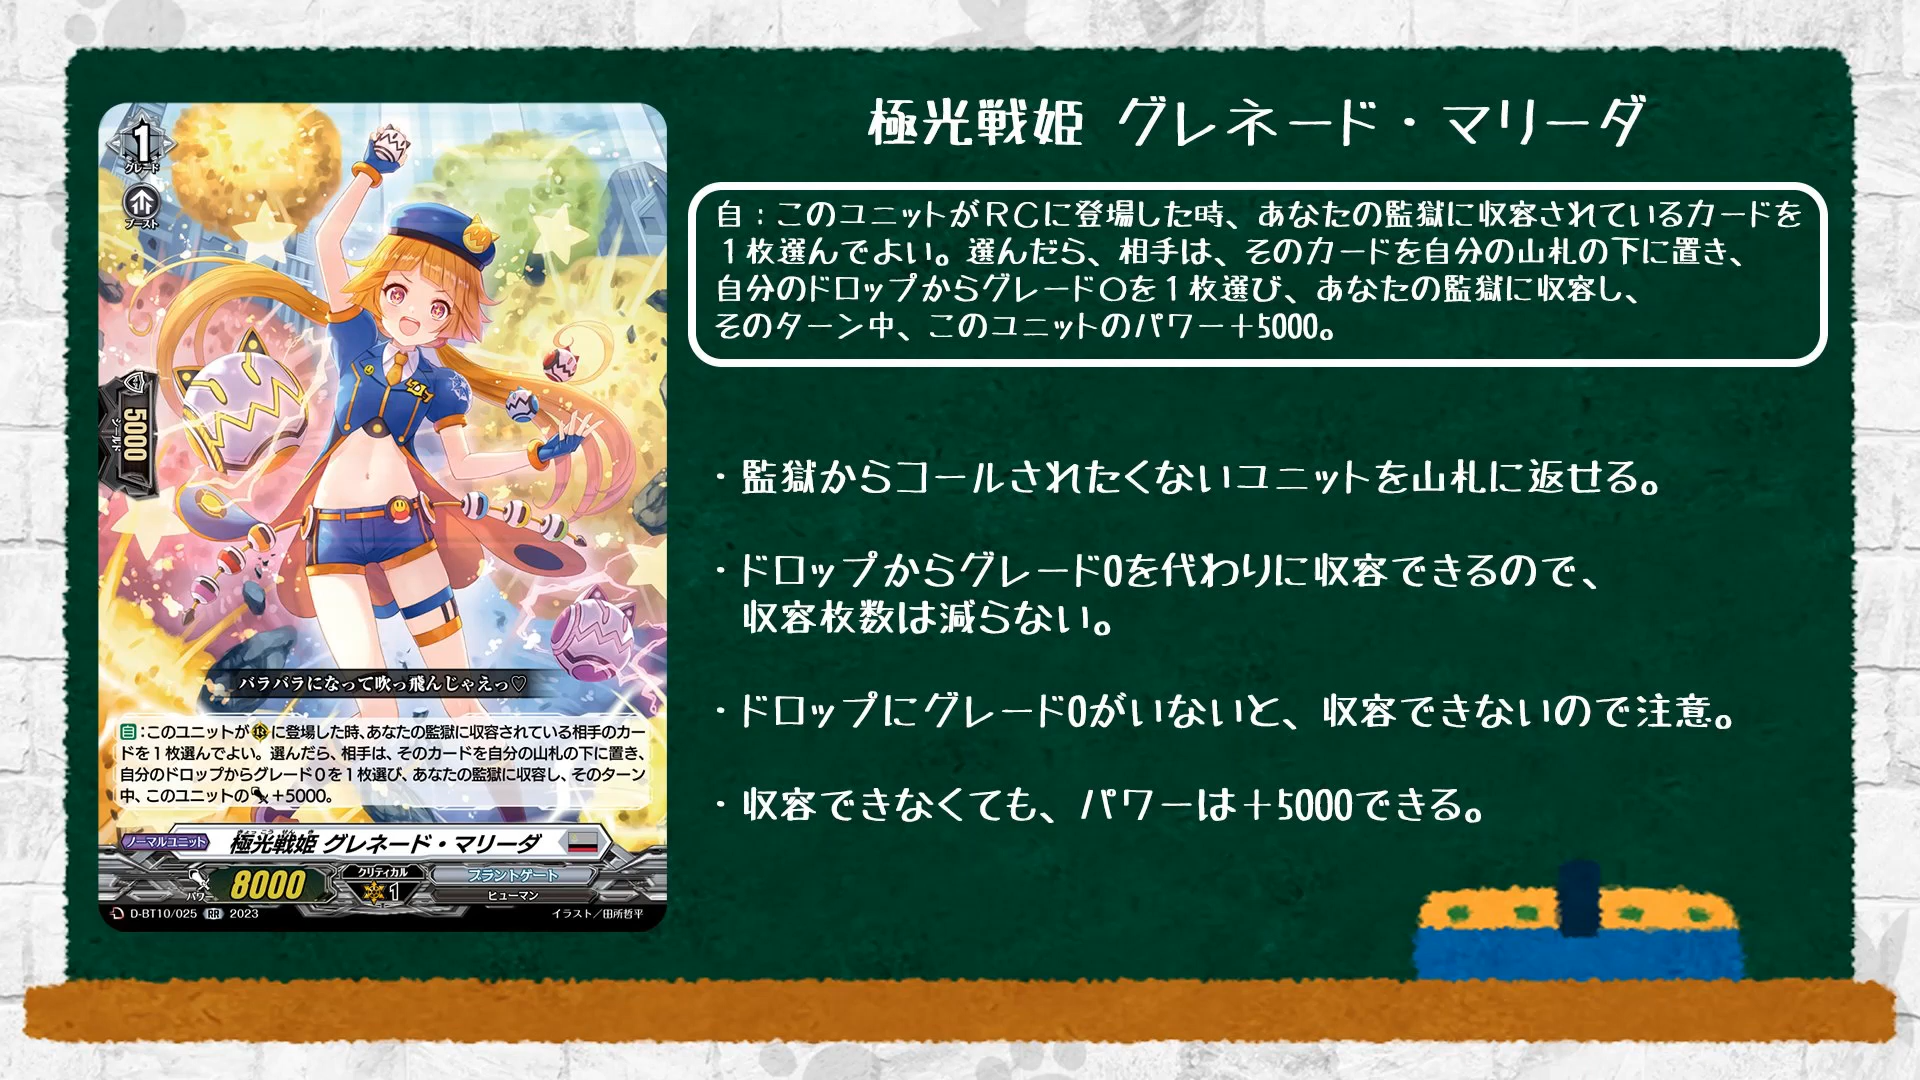 極光戦姫 グレネード・マリーダ
自：このユニットがＲＣに登場した時、あなたの監獄に収容されているカードを
１枚選んでよい。選んだら、相手は、そのカードを自分の山札の下に置き、
自分のドロップからグレード〇を１枚選び、あなたの監獄に収容し、
そのターン中、このユニットのパワー＋5000。
・監獄からコールされたくないユニットを山札に返せる。
・ドロップからグレード0を代わりに収容できるので、
収容枚数は減らない。
・ドロップにグレード0がいないと、収容できないので注意。
・収容できなくても、パワーは＋5000できる。
1
グレード
ブースト
5000
シールド
バラバラになって吹っ飛んじゃえっ♡
自：このユニットがRに登場した時、あなたの監獄に収容されている相手のカー
ドを１枚選んでよい。選んだら、相手は、そのカードを自分の山札の下に置き、
自分のドロップからグレード０を１枚選び、あなたの監獄に収容し、そのターン
中、このユニットの＋5000。
ノーマルユニット
きょっこうせんき
極光戦姫 グレネード・マリーダ
パワー 8000
クリティカル
1
ブラントゲート
ヒューマン
D-BT10/025 RR 2023
イラスト／田所哲平